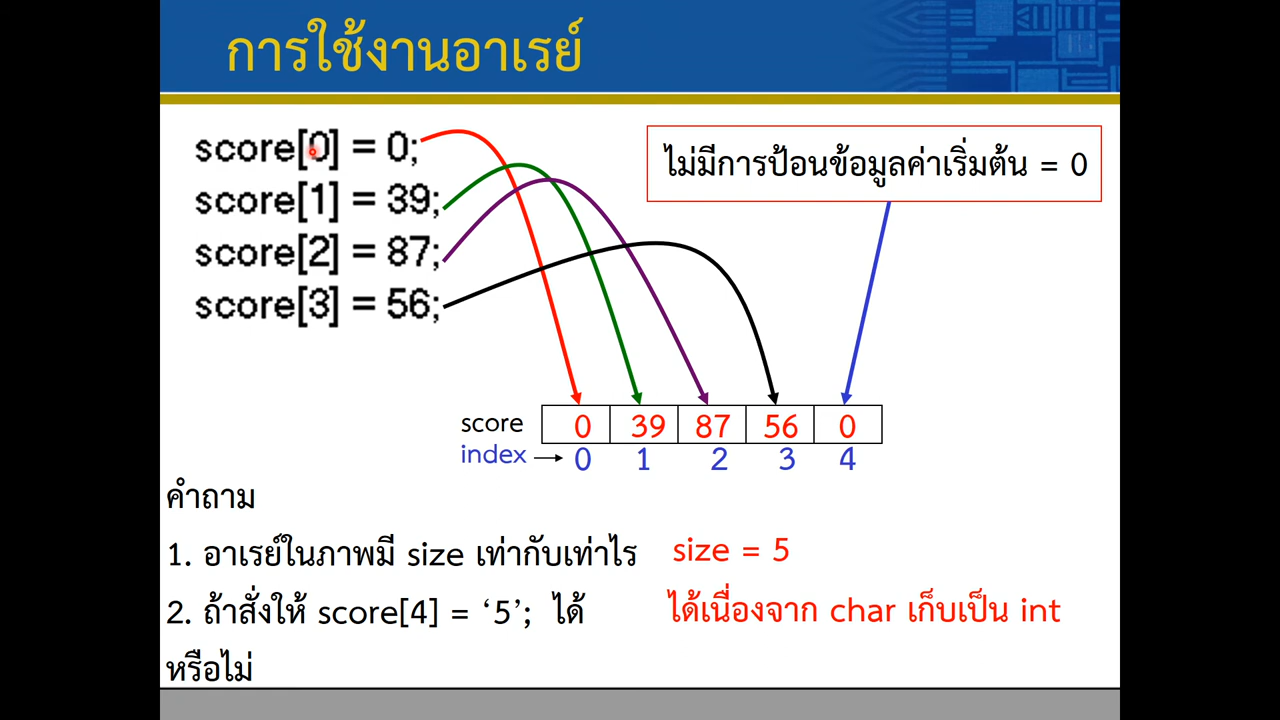 การใช้งานอาเรย์
score[0] = 0;
score[1] = 39;
score[2] = 87;
score[3] = 56;
ไม่มีการป้อนข้อมูลค่าเริ่มต้น = 0
score 0 39 87 56 0
index 0 1 2 3 4
คำถาม
1. อาเรย์ในภาพมี size เท่ากับเท่าไร size = 5
2. ถ้าสั่งให้ score[4] = ‘5’; ได้ ได้เนื่องจาก char เก็บเป็น int
หรือไม่